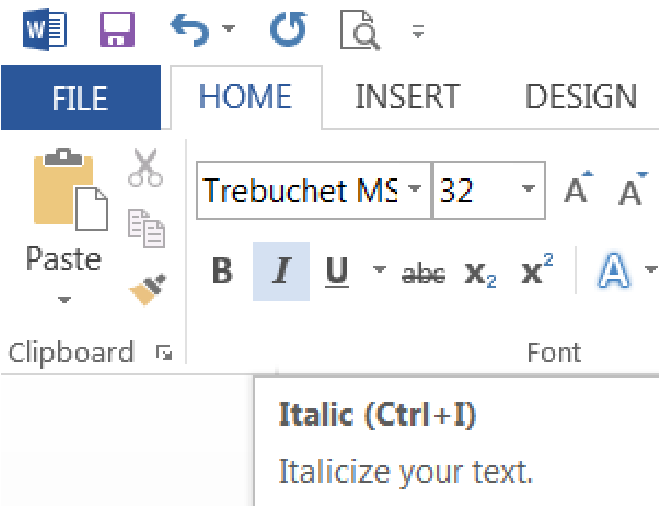 FILE HOME INSERT DESIGN
Trebuchet MS 32 A A
Paste
B I U abc X₂ X² A
Clipboard Font
Italic (Ctrl+I)
Italicize your text.